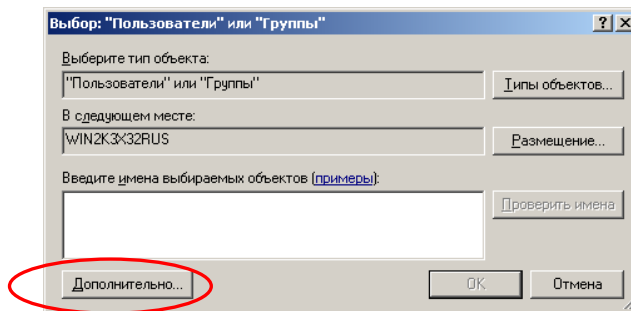 Выбор: "Пользователи" или "Группы"
Выберите тип объекта:
"Пользователи" или "Группы"
Типы объектов...
В следующем месте:
WIN2K3X32RUS
Размещение...
Введите имена выбираемых объектов (примеры):
Проверить имена
Дополнительно...
OK
Отмена